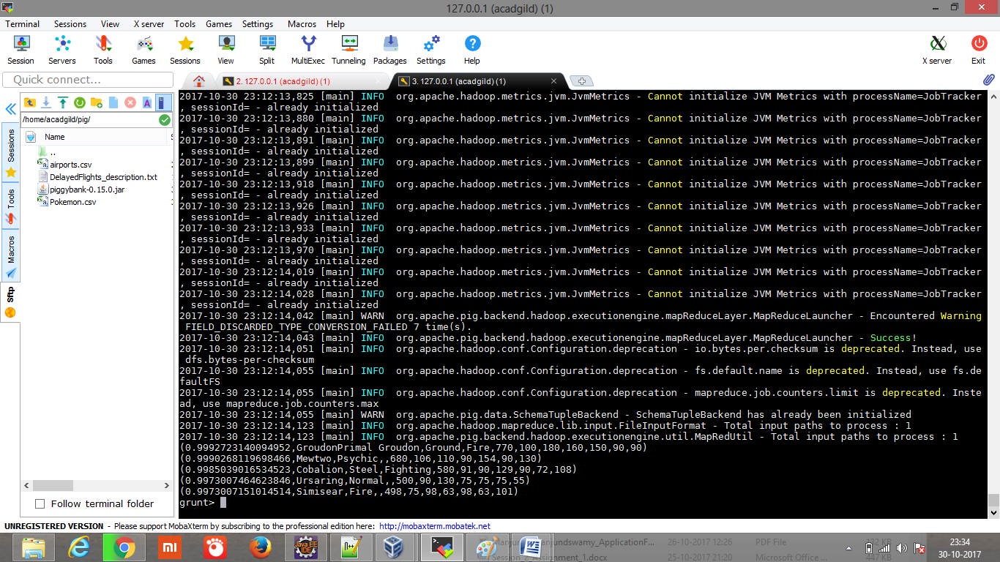 127.0.0.1 (acadgild) (1)
Terminal Sessions View X server Tools Games Settings Macros Help
Session Servers Tools Games Sessions View Split MultiExec Tunneling Packages Settings Help X server Exit
Quick connect...
2. 127.0.0.1 (acadgild) (1)
3. 127.0.0.1 (acadgild) (1)
/home/acadgild/pig/
Name
..
airports.csv
DelayedFlights_description.txt
piggybank-0.15.0.jar
Pokemon.csv
Sessions
Tools
Macros
Sftp
Follow terminal folder
2017-10-30 23:12:13,825 [main] INFO  org.apache.hadoop.metrics.jvm.JvmMetrics - Cannot initialize JVM Metrics with processName=JobTracker
, sessionId= - already initialized
2017-10-30 23:12:13,880 [main] INFO  org.apache.hadoop.metrics.jvm.JvmMetrics - Cannot initialize JVM Metrics with processName=JobTracker
, sessionId= - already initialized
2017-10-30 23:12:13,891 [main] INFO  org.apache.hadoop.metrics.jvm.JvmMetrics - Cannot initialize JVM Metrics with processName=JobTracker
, sessionId= - already initialized
2017-10-30 23:12:13,899 [main] INFO  org.apache.hadoop.metrics.jvm.JvmMetrics - Cannot initialize JVM Metrics with processName=JobTracker
, sessionId= - already initialized
2017-10-30 23:12:13,918 [main] INFO  org.apache.hadoop.metrics.jvm.JvmMetrics - Cannot initialize JVM Metrics with processName=JobTracker
, sessionId= - already initialized
2017-10-30 23:12:13,926 [main] INFO  org.apache.hadoop.metrics.jvm.JvmMetrics - Cannot initialize JVM Metrics with processName=JobTracker
, sessionId= - already initialized
2017-10-30 23:12:13,933 [main] INFO  org.apache.hadoop.metrics.jvm.JvmMetrics - Cannot initialize JVM Metrics with processName=JobTracker
, sessionId= - already initialized
2017-10-30 23:12:13,970 [main] INFO  org.apache.hadoop.metrics.jvm.JvmMetrics - Cannot initialize JVM Metrics with processName=JobTracker
, sessionId= - already initialized
2017-10-30 23:12:14,019 [main] INFO  org.apache.hadoop.metrics.jvm.JvmMetrics - Cannot initialize JVM Metrics with processName=JobTracker
, sessionId= - already initialized
2017-10-30 23:12:14,028 [main] INFO  org.apache.hadoop.metrics.jvm.JvmMetrics - Cannot initialize JVM Metrics with processName=JobTracker
, sessionId= - already initialized
2017-10-30 23:12:14,042 [main] WARN  org.apache.pig.backend.hadoop.executionengine.mapReduceLayer.MapReduceLauncher - Encountered Warning
FIELD_DISCARDED_TYPE_CONVERSION_FAILED 7 time(s).
2017-10-30 23:12:14,043 [main] INFO  org.apache.pig.backend.hadoop.executionengine.mapReduceLayer.MapReduceLauncher - Success!
2017-10-30 23:12:14,051 [main] INFO  org.apache.hadoop.conf.Configuration.deprecation - io.bytes.per.checksum is deprecated. Instead, use
dfs.bytes-per-checksum
2017-10-30 23:12:14,055 [main] INFO  org.apache.hadoop.conf.Configuration.deprecation - fs.default.name is deprecated. Instead, use fs.de
faultFS
2017-10-30 23:12:14,055 [main] INFO  org.apache.hadoop.conf.Configuration.deprecation - mapreduce.job.counters.limit is deprecated. Inste
ad, use mapreduce.job.counters.max
2017-10-30 23:12:14,055 [main] WARN  org.apache.pig.data.SchemaTupleBackend - SchemaTupleBackend has already been initialized
2017-10-30 23:12:14,123 [main] INFO  org.apache.hadoop.mapreduce.lib.input.FileInputFormat - Total input paths to process : 1
2017-10-30 23:12:14,123 [main] INFO  org.apache.pig.backend.hadoop.executionengine.util.MapRedUtil - Total input paths to process : 1
(0.9992723140094952,GroudonPrimal Groudon,Ground,Fire,770,100,180,160,150,90,90)
(0.9990268119698466,Mewtwo,Psychic,,680,106,110,90,154,90,130)
(0.9985039016534523,Cobalion,Steel,Fighting,580,91,90,129,90,72,108)
(0.9973007464623846,Ursaring,Normal,,500,90,130,75,75,75,55)
(0.9973007151014514,Simisear,Fire,,498,75,98,63,98,63,101)
grunt>
UNREGISTERED VERSION - Please support MobaXterm by subscribing to the professional edition here: http://mobaxterm.mobatek.net
23:34
30-10-2017
26-10-2017 12:26 PDF File
Session_2_Assignment_1.docx 25-10-2017 21:20 Microsoft Office ... 447 KB